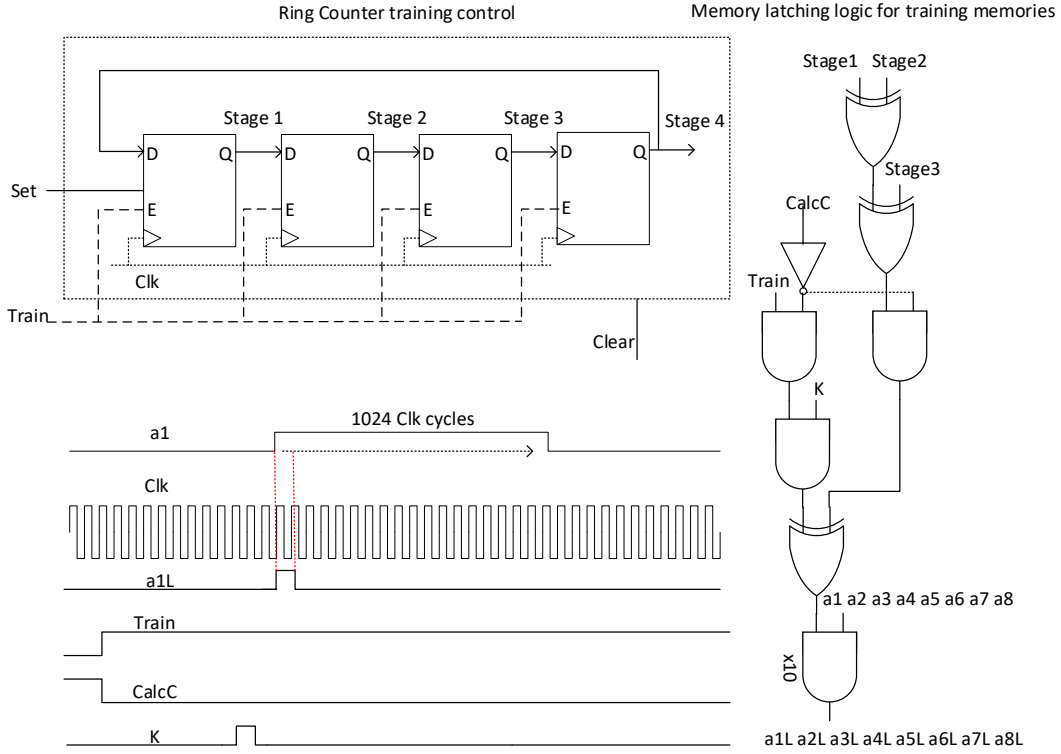 Ring Counter training control
Memory latching logic for training memories
Stage1 Stage2
Stage 1 Stage 2 Stage 3 Stage 4
D Q D Q D Q D Q
Stage3
Set
E E E E
CalcC
Clk
Train
Train
Clear
K
1024 Clk cycles
a1
Clk
a1L
a1 a2 a3 a4 a5 a6 a7 a8
Train
x10
CalcC
K
a1L a2L a3L a4L a5L a6L a7L a8L